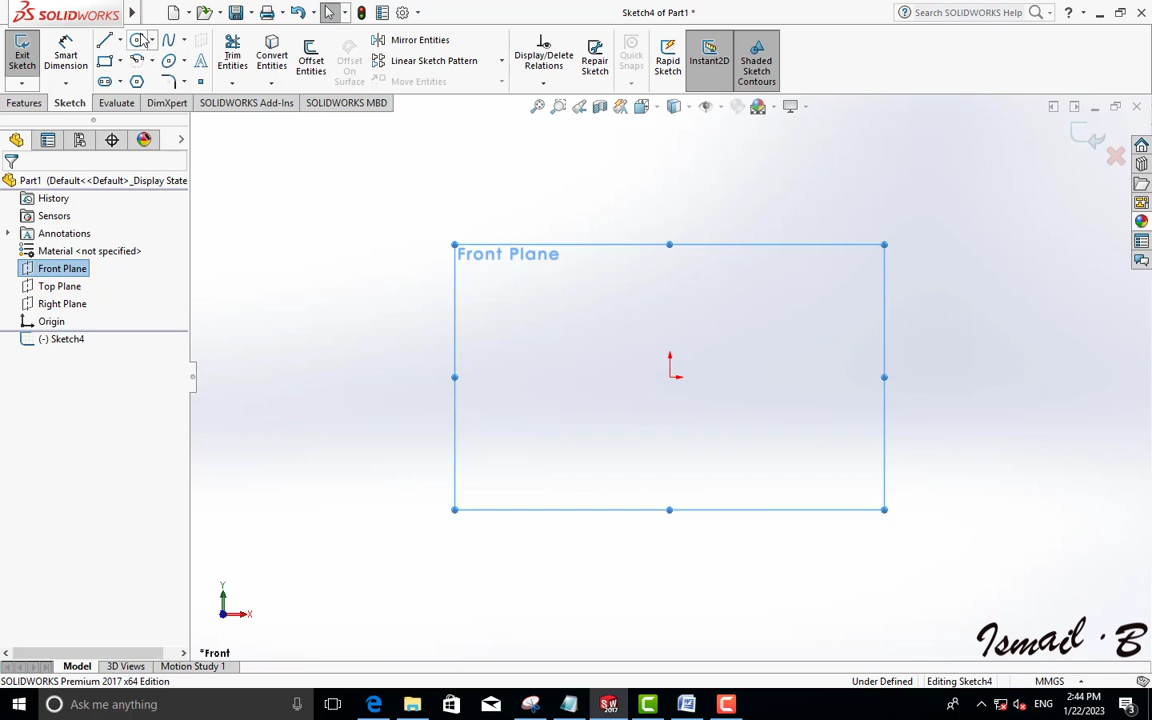 SOLIDWORKS
Sketch4 of Part1 *
Search SOLIDWORKS Help
?
Exit Sketch
Smart Dimension
Trim Entities
Convert Entities
Offset Entities
Offset On Surface
Mirror Entities
Linear Sketch Pattern
Display/Delete Relations
Repair Sketch
Quick Snaps
Rapid Sketch
Instant2D
Shaded Sketch Contours
Features
Sketch
Evaluate
DimXpert
SOLIDWORKS Add-Ins
SOLIDWORKS MBD
Part1 (Default<<Default>_Display State
History
Sensors
Annotations
Material <not specified>
Front Plane
Top Plane
Right Plane
Origin
(-) Sketch4
Front Plane
Y
X
*Front
Ismail . B
Model
3D Views
Motion Study 1
SOLIDWORKS Premium 2017 x64 Edition
Under Defined
Editing Sketch4
MMGS
Ask me anything
2:44 PM
1/22/2023
3